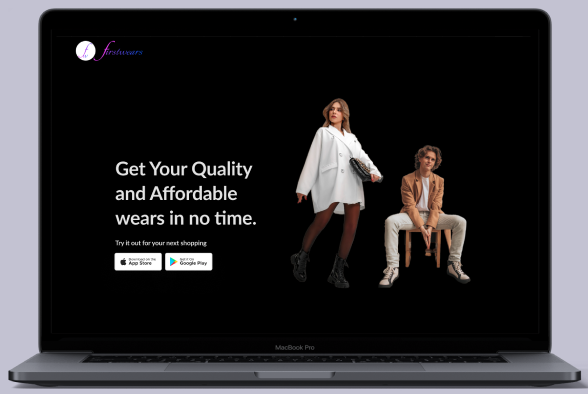 firstwears
Get Your Quality
and Affordable
wears in no time.
Try it out for your next shopping
Download on the
App Store
Get it On
Google Play
MacBook Pro